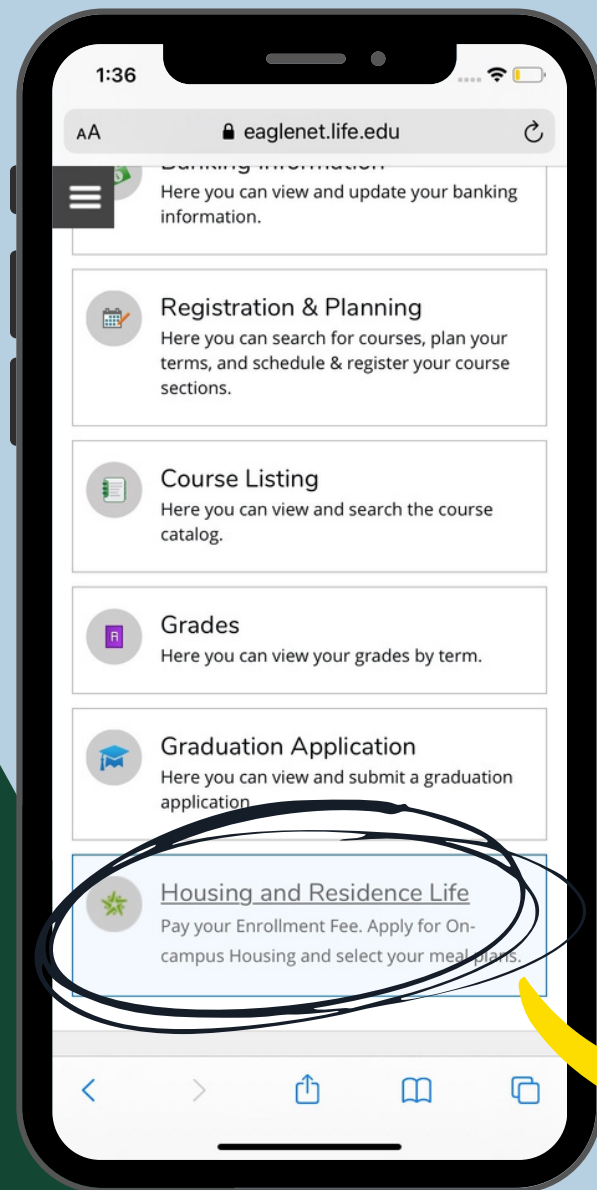 1:36
AA eaglenet.life.edu
Banking Information
Here you can view and update your banking
information.
Registration & Planning
Here you can search for courses, plan your
terms, and schedule & register your course
sections.
Course Listing
Here you can view and search the course
catalog.
Grades
Here you can view your grades by term.
Graduation Application
Here you can view and submit a graduation
application
Housing and Residence Life
Pay your Enrollment Fee. Apply for On-
campus Housing and select your meal plans.